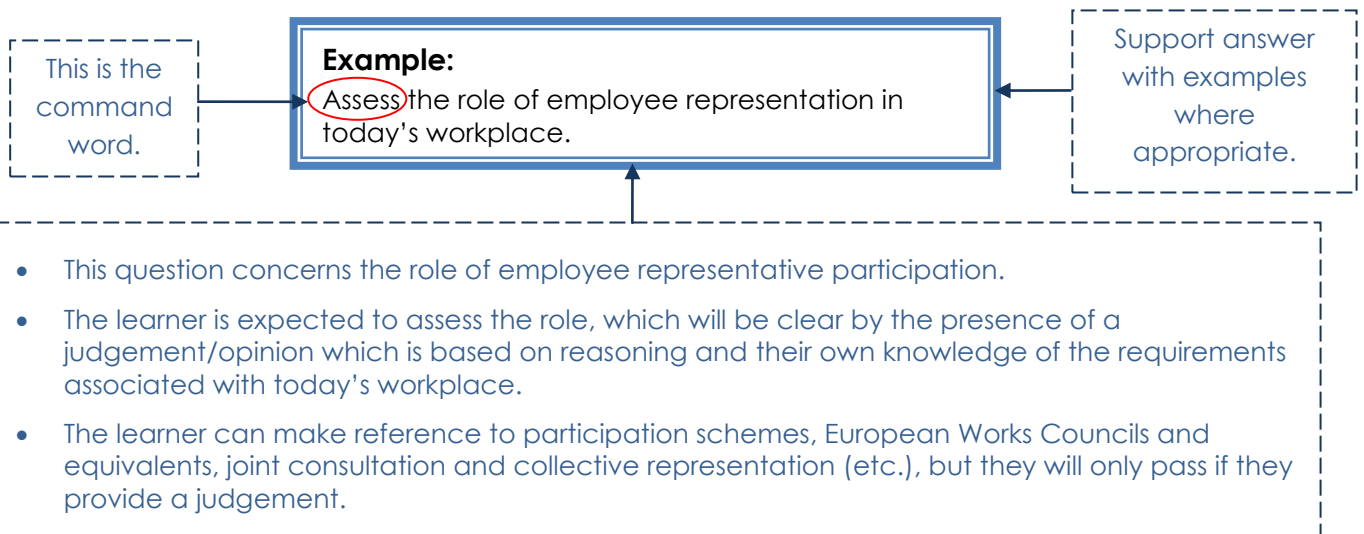 This is the
command
word.
Example:
Assess the role of employee representation in
today's workplace.
Support answer
with examples
where
appropriate.
• This question concerns the role of employee representative participation.
• The learner is expected to assess the role, which will be clear by the presence of a
judgement/opinion which is based on reasoning and their own knowledge of the requirements
associated with today's workplace.
• The learner can make reference to participation schemes, European Works Councils and
equivalents, joint consultation and collective representation (etc.), but they will only pass if they
provide a judgement.